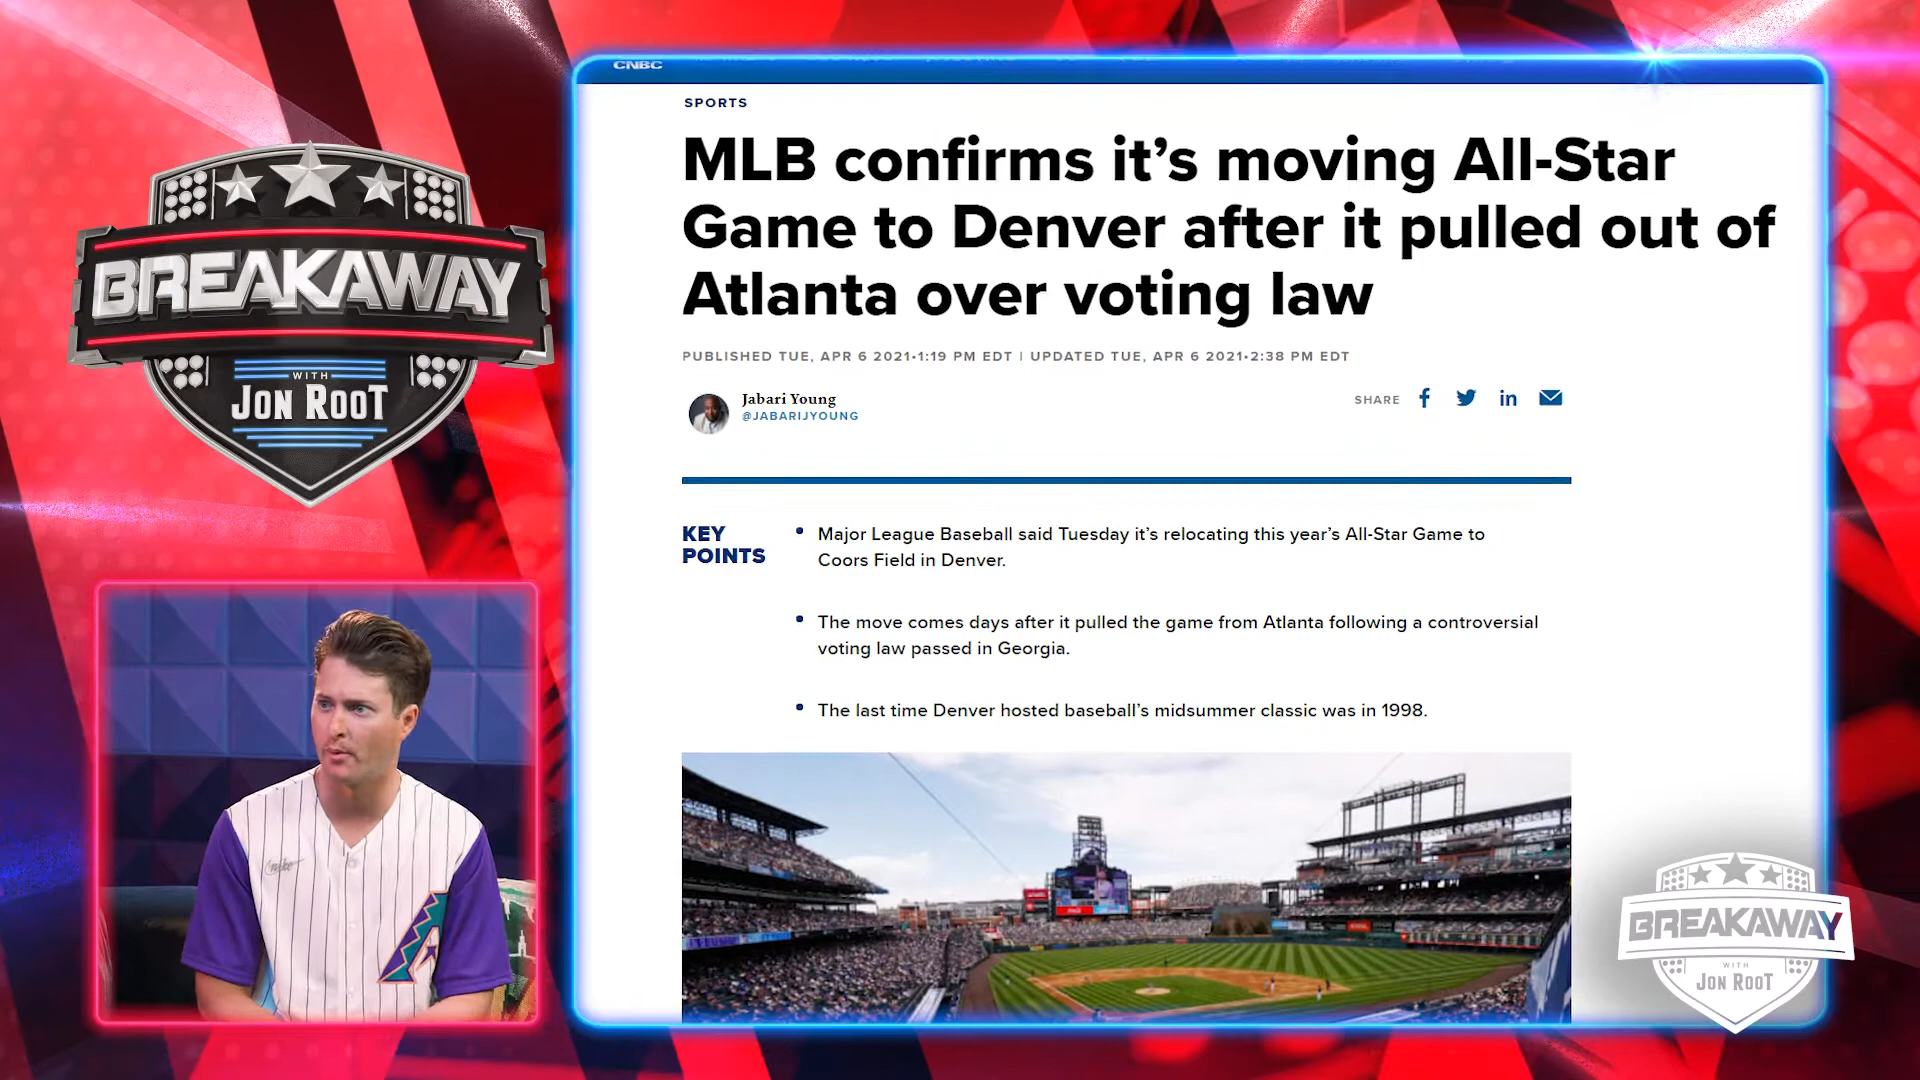 BREAKAWAY
WITH
JON ROOT
CNBC
SPORTS
MLB confirms it’s moving All-Star
Game to Denver after it pulled out of
Atlanta over voting law
PUBLISHED TUE, APR 6 2021•1:19 PM EDT | UPDATED TUE, APR 6 2021•2:38 PM EDT
Jabari Young
@JABARIJYOUNG
SHARE
KEY
POINTS
• Major League Baseball said Tuesday it’s relocating this year’s All-Star Game to
Coors Field in Denver.
• The move comes days after it pulled the game from Atlanta following a controversial
voting law passed in Georgia.
• The last time Denver hosted baseball’s midsummer classic was in 1998.
BREAKAWAY
WITH
JON ROOT